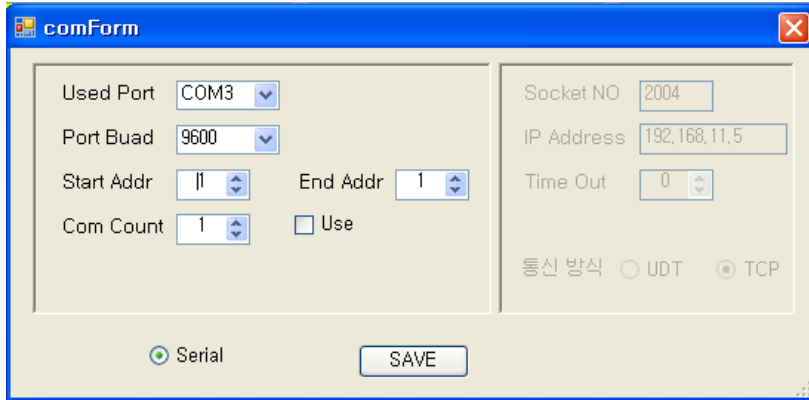 comForm
Used Port COM3
Port Buad 9600
Start Addr 1 End Addr 1
Com Count 1 Use
Socket NO 2004
IP Address 192,168,11,5
Time Out 0
통신 방식 UDT TCP
Serial SAVE